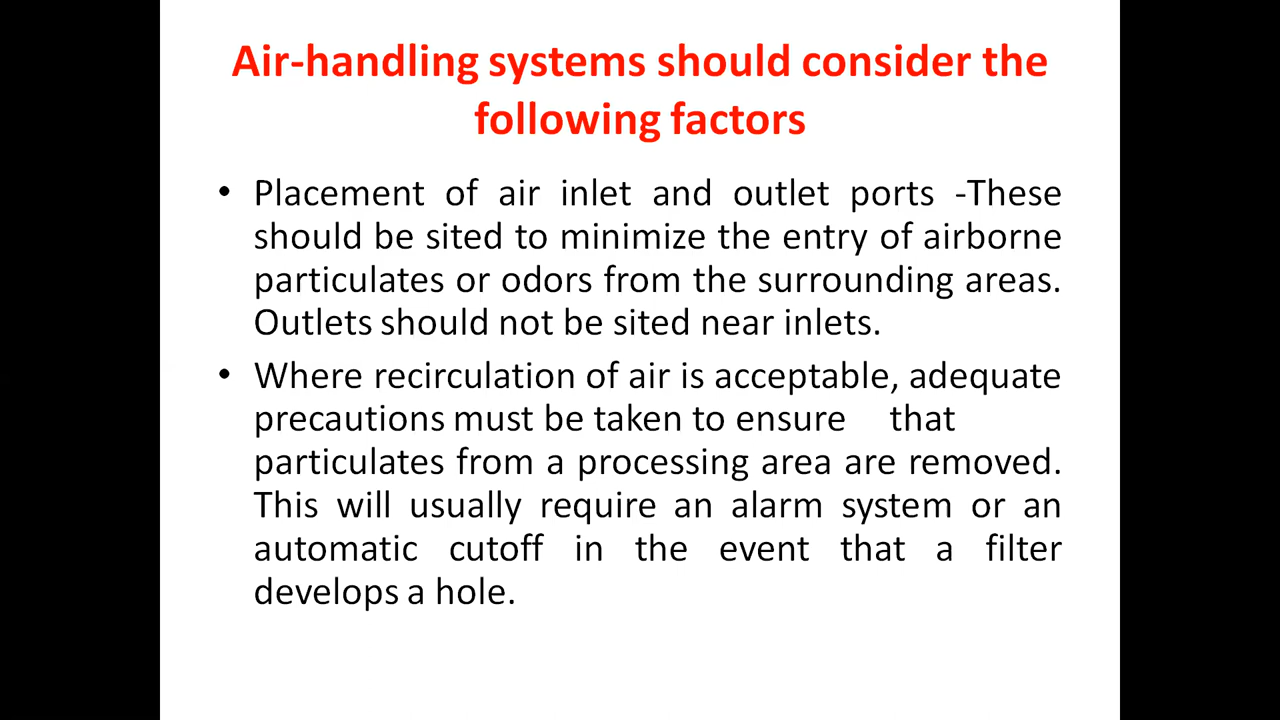 Air-handling systems should consider the
following factors
• Placement of air inlet and outlet ports -These
should be sited to minimize the entry of airborne
particulates or odors from the surrounding areas.
Outlets should not be sited near inlets.
• Where recirculation of air is acceptable, adequate
precautions must be taken to ensure that
particulates from a processing area are removed.
This will usually require an alarm system or an
automatic cutoff in the event that a filter
develops a hole.